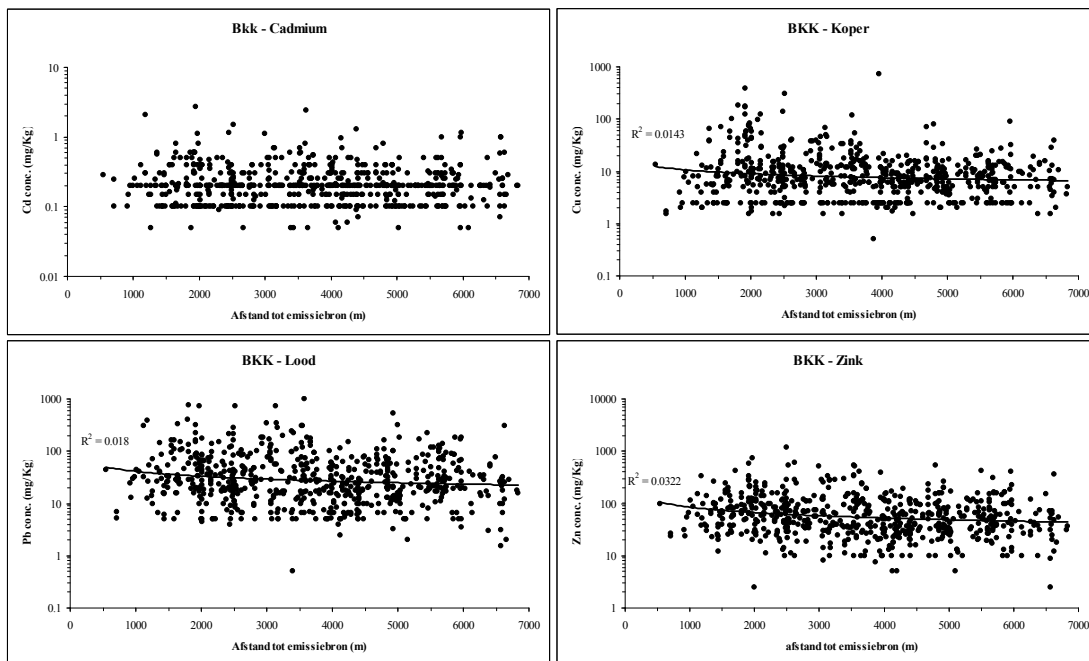 Bkk - Cadmium
Cd conc. (mg/Kg)
10
1
0.1
0.01
0 1000 2000 3000 4000 5000 6000 7000
Afstand tot emissiebron (m)
BKK - Koper
Cu conc. (mg/Kg)
1000
100
10
1
0.1
R² = 0.0143
0 1000 2000 3000 4000 5000 6000 7000
Afstand tot emissiebron (m)
BKK - Lood
Pb conc. (mg/Kg)
1000
100
10
1
0.1
R² = 0.018
0 1000 2000 3000 4000 5000 6000 7000
Afstand tot emissiebron (m)
BKK - Zink
Zn conc. (mg/Kg)
10000
1000
100
10
1
R² = 0.0322
0 1000 2000 3000 4000 5000 6000 7000
afstand tot emissiebron (m)